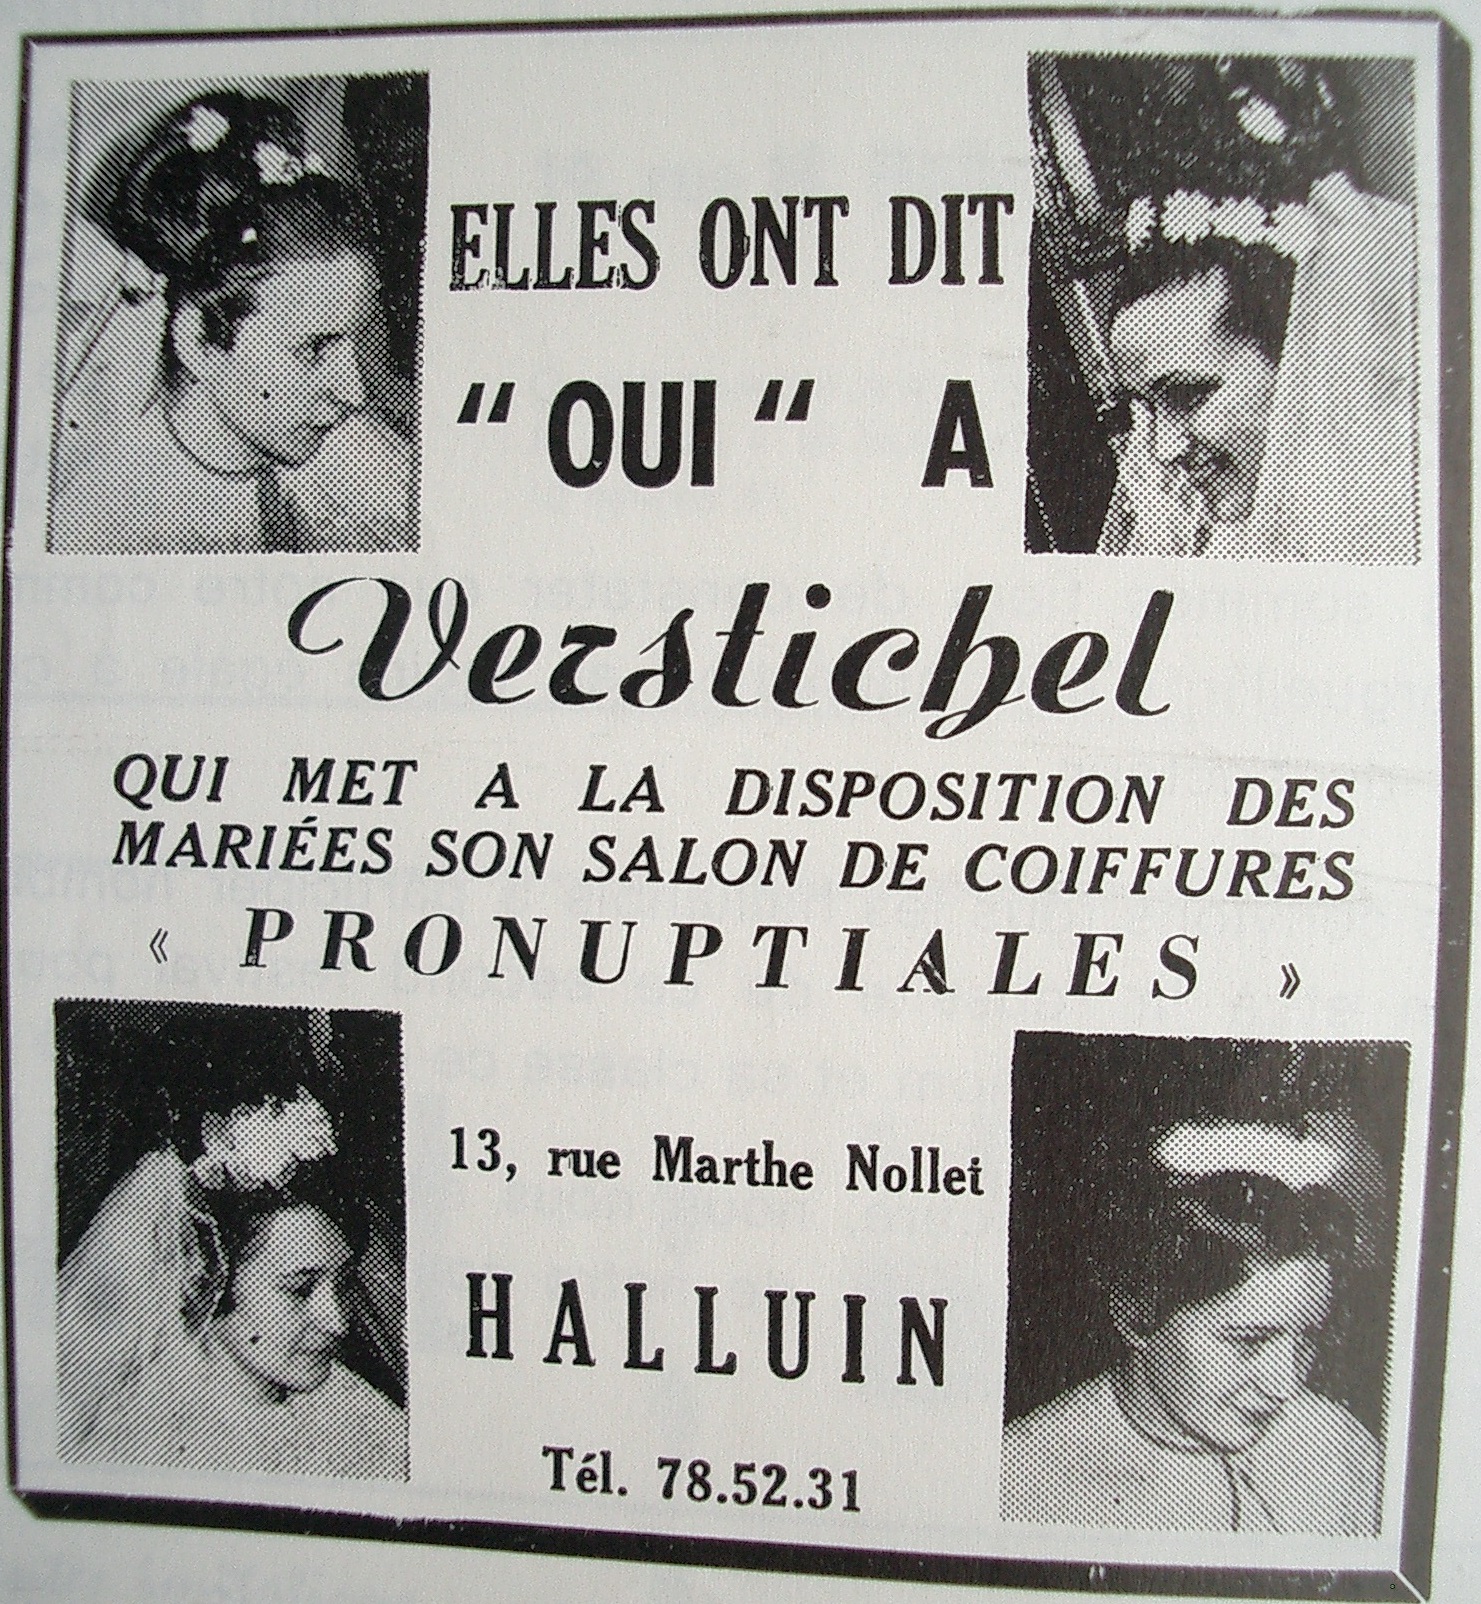 ELLES ONT DIT
“ OUI “ A
Verstichel
QUI MET A LA DISPOSITION DES
MARIÉES SON SALON DE COIFFURES
« PRONUPTIALES »
13, rue Marthe Nollet
HALLUIN
Tél. 78.52.31